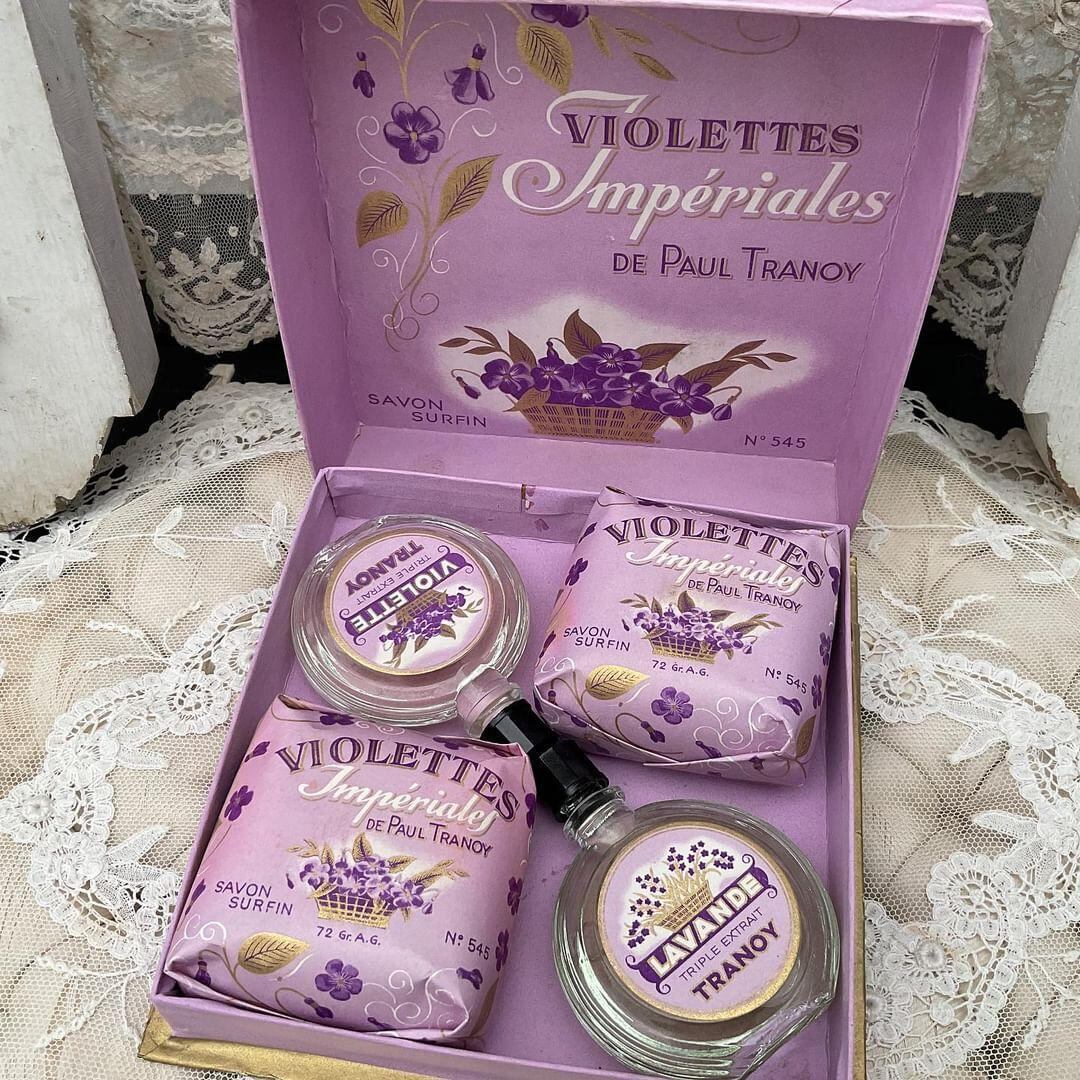 VIOLETTES
Impériales
DE PAUL TRANOY
SAVON
SURFIN
N° 545
VIOLETTE
TRIPLE EXTRAIT
TRANOY
VIOLETTES
Impériales
DE PAUL TRANOY
SAVON
SURFIN
72 Gr. A.G.
N° 545
VIOLETTES
Impériales
DE PAUL TRANOY
SAVON
SURFIN
72 Gr. A.G.
N° 545
LAVANDE
TRIPLE EXTRAIT
TRANOY